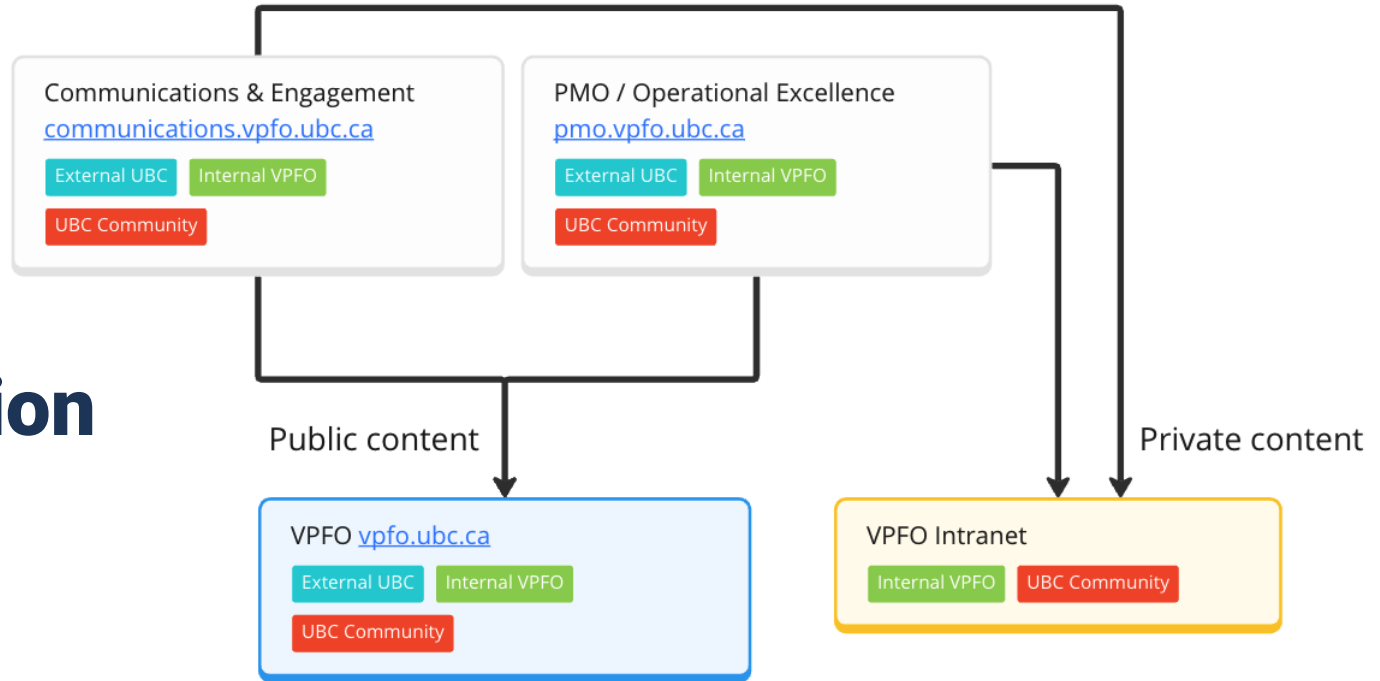 Communications & Engagement
communications.vpfo.ubc.ca
External UBC Internal VPFO
UBC Community
PMO / Operational Excellence
pmo.vpfo.ubc.ca
External UBC Internal VPFO
UBC Community
ion
Public content
Private content
VPFO vpfo.ubc.ca
External UBC Internal VPFO
UBC Community
VPFO Intranet
Internal VPFO UBC Community